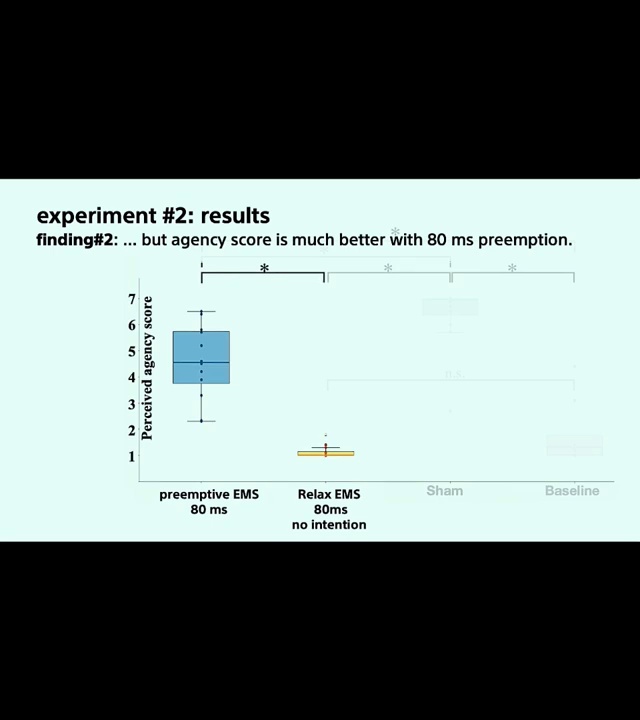 experiment #2: results
finding#2: ... but agency score is much better with 80 ms preemption.
*
* * *
7
6
5
4
3
2
1
Perceived agency score
n.s.
preemptive EMS
80 ms
Relax EMS
80ms
no intention
Sham
Baseline